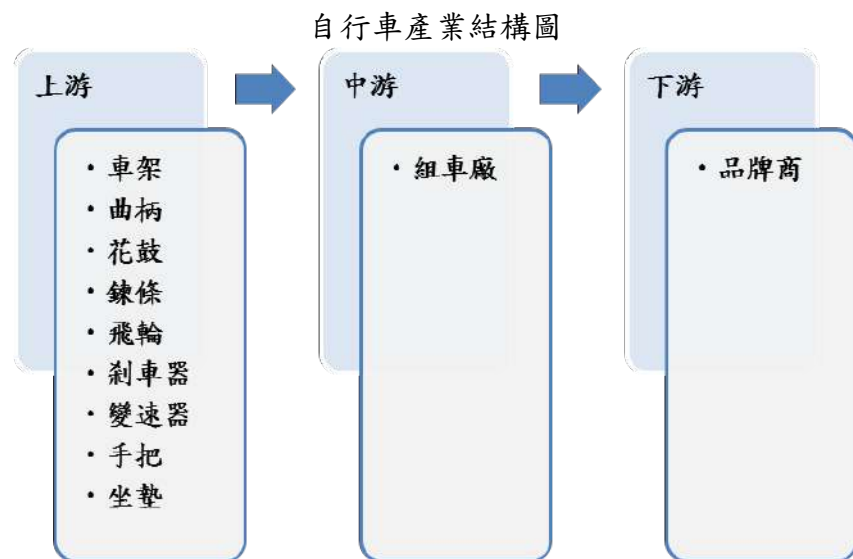 自行車產業結構圖
上游
• 車架
• 曲柄
• 花鼓
• 鍊條
• 飛輪
• 剎車器
• 變速器
• 手把
• 坐墊
中游
• 組車廠
下游
• 品牌商